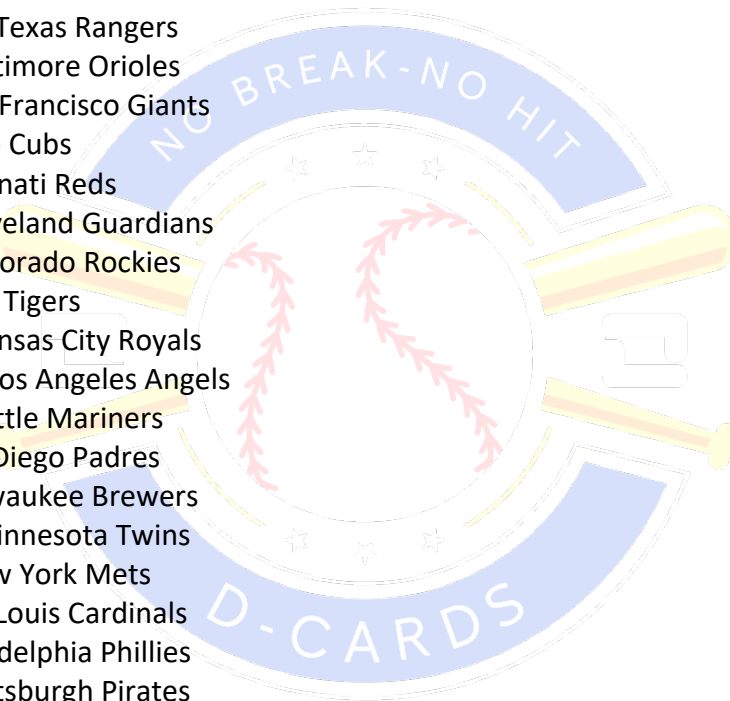 Texas Rangers
timore Orioles
Francisco Giants
Cubs
nati Reds
veland Guardians
orado Rockies
Tigers
nsas City Royals
os Angeles Angels
ttle Mariners
Diego Padres
vaukee Brewers
innesota Twins
w York Mets
Louis Cardinals
delphia Phillies
tsburgh Pirates
NO BREAK-NO HIT
D-CARDS